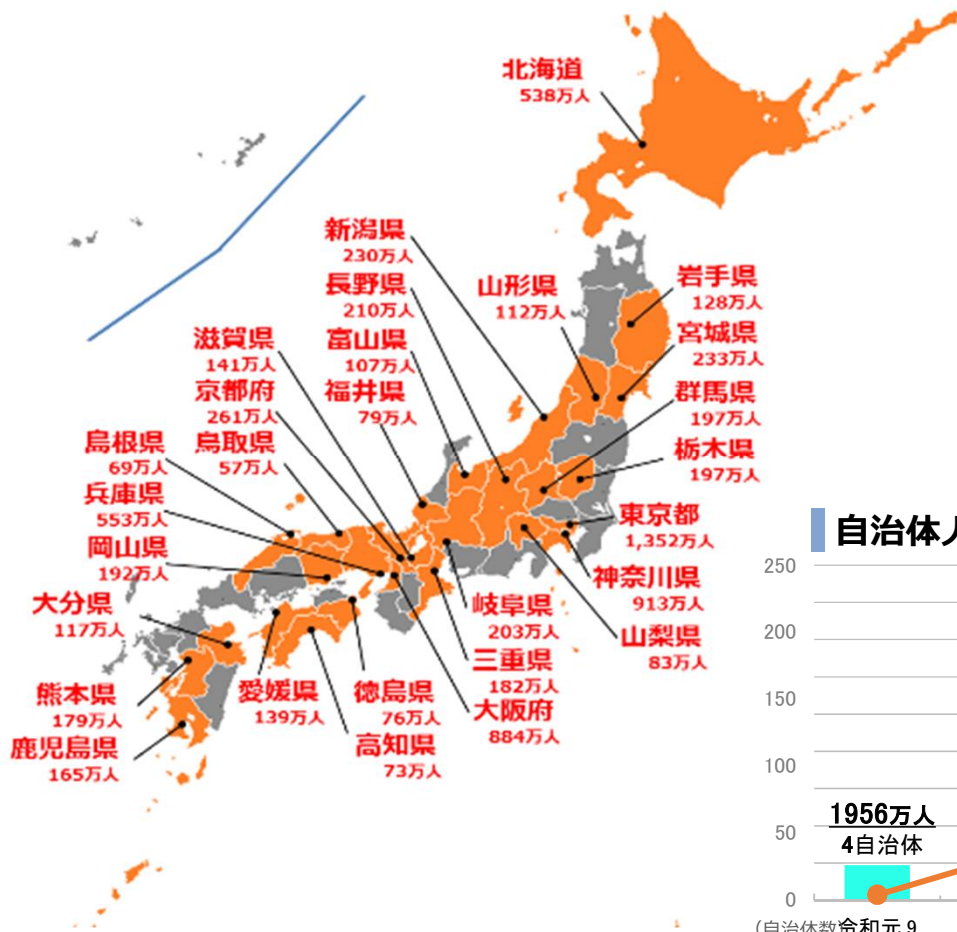 北海道
538万人
新潟県
230万人
長野県
210万人
山形県
112万人
岩手県
128万人
滋賀県
141万人
富山県
107万人
宮城県
233万人
京都府
261万人
福井県
79万人
群馬県
197万人
島根県
69万人
鳥取県
57万人
栃木県
197万人
兵庫県
553万人
東京都
1,352万人
岡山県
192万人
神奈川県
913万人
大分県
117万人
岐阜県
203万人
山梨県
83万人
三重県
182万人
熊本県
179万人
愛媛県
139万人
徳島県
76万人
大阪府
884万人
鹿児島県
165万人
高知県
73万人
自治体人
250
200
150
100
50
0
1956万人
4自治体
(自治体数)
令和元.9